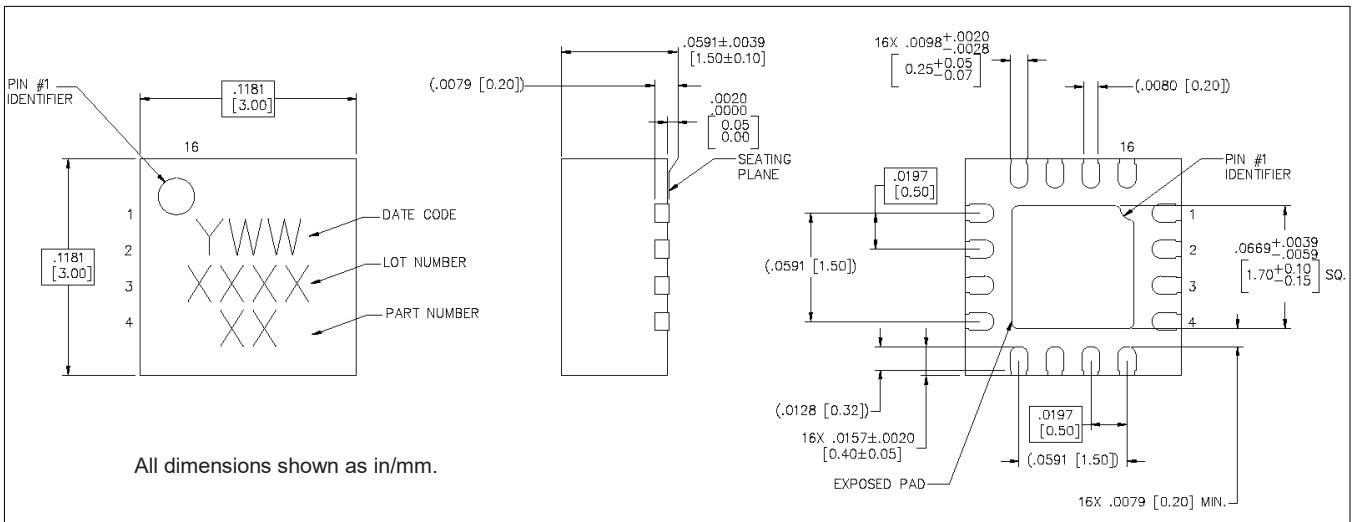 PIN #1
IDENTIFIER
.1181
[3.00]
16
1
2
3
4
.1181
[3.00]
YWW
XXXX
XX
DATE CODE
LOT NUMBER
PART NUMBER
All dimensions shown as in/mm.
.0591±.0039
[1.50±0.10]
(.0079 [0.20])
.0020
.0000
[0.05
0.00]
SEATING
PLANE
16X .0098+.0020
-.0028
[0.25+0.05
-0.07]
(.0080 [0.20])
16
PIN #1
IDENTIFIER
.0197
[0.50]
(.0591 [1.50])
1
2
3
4
.0669+.0039
-.0059
[1.70+0.10
-0.15] SQ.
(.0128 [0.32])
16X .0157±.0020
[0.40±0.05]
EXPOSED PAD
.0197
[0.50]
(.0591 [1.50])
16X .0079 [0.20] MIN.